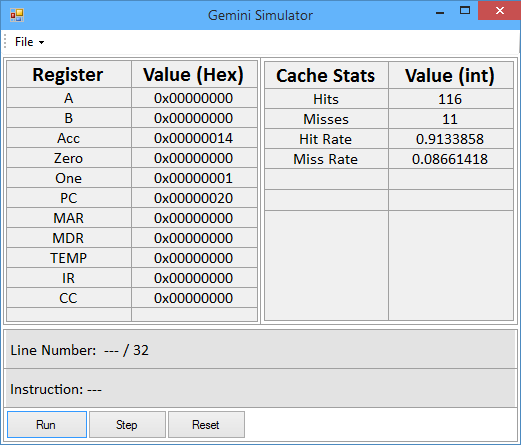 Gemini Simulator
File
Register Value (Hex)
A 0x00000000
B 0x00000000
Acc 0x00000014
Zero 0x00000000
One 0x00000001
PC 0x00000020
MAR 0x00000000
MDR 0x00000000
TEMP 0x00000000
IR 0x00000000
CC 0x00000000
Cache Stats Value (int)
Hits 116
Misses 11
Hit Rate 0.9133858
Miss Rate 0.08661418
Line Number: --- / 32
Instruction: ---
Run Step Reset